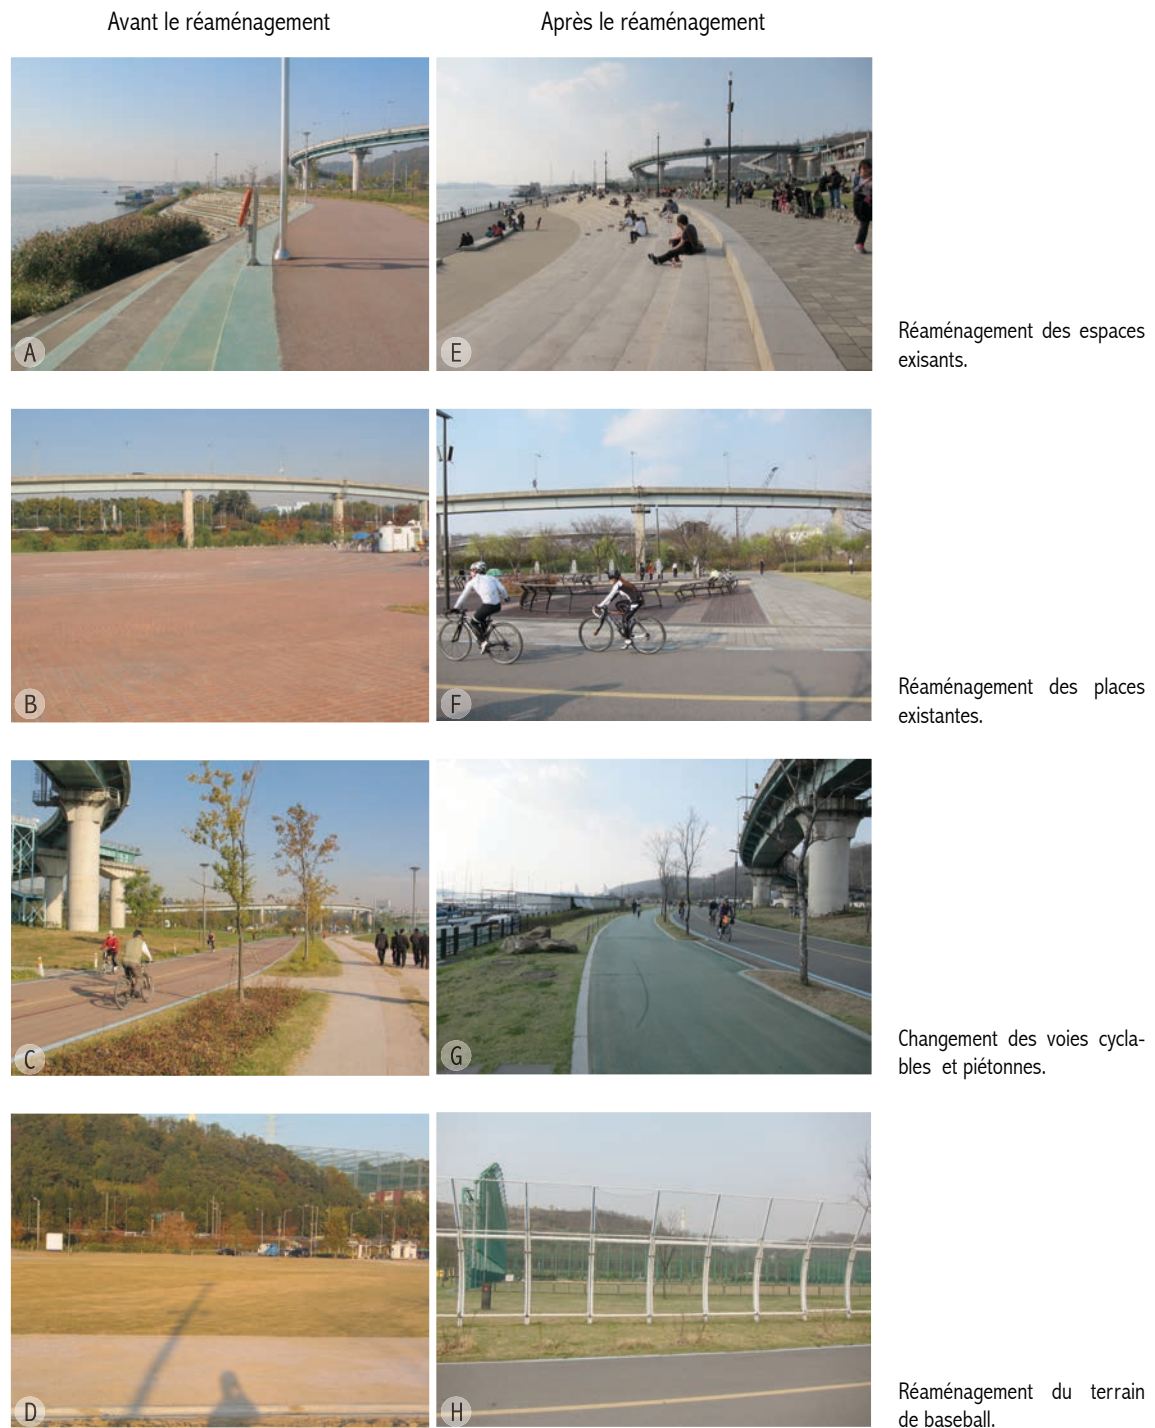 Avant le réaménagement
Après le réaménagement
A
E
Réaménagement des espaces
exisants.
B
F
Réaménagement des places
existantes.
C
G
Changement des voies cycla-
bles et piétonnes.
D
H
Réaménagement du terrain
de baseball.